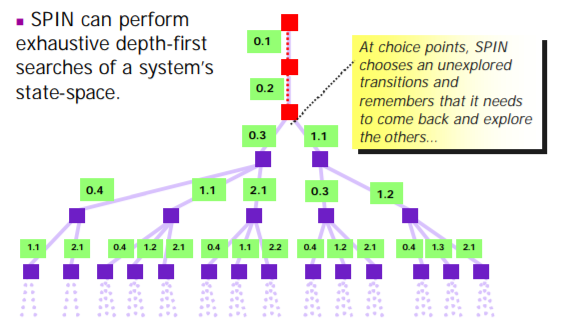 ▪ SPIN can perform
exhaustive depth-first
searches of a system's
state-space.
0.1
At choice points, SPIN
chooses an unexplored
transitions and
remembers that it needs
to come back and explore
the others...
0.2
0.3 1.1
0.4 1.1 2.1 0.3 1.2
1.1 2.1 0.4 1.2 2.1 0.4 1.1 2.2 0.4 1.2 2.1 0.4 1.3 2.1